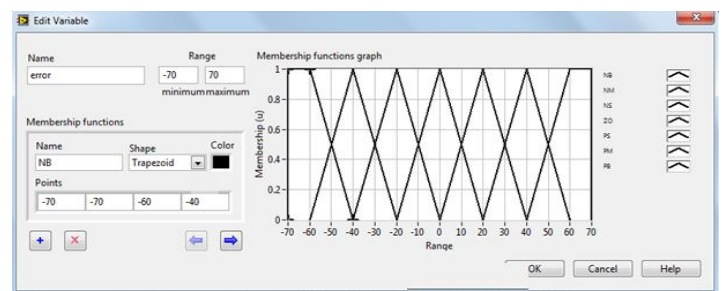 Edit Variable
Name
Range
error
-70
70
minimum maximum
Membership functions
Name
Shape
Color
NB
Trapezoid
Points
-70
-70
-60
-40
Membership functions graph
Membership (u)
1
0.8
0.6
0.4
0.2
0
-70 -60 -50 -40 -30 -20 -10 0 10 20 30 40 50 60 70
Range
NB
NM
NS
ZO
PS
PM
PB
OK
Cancel
Help